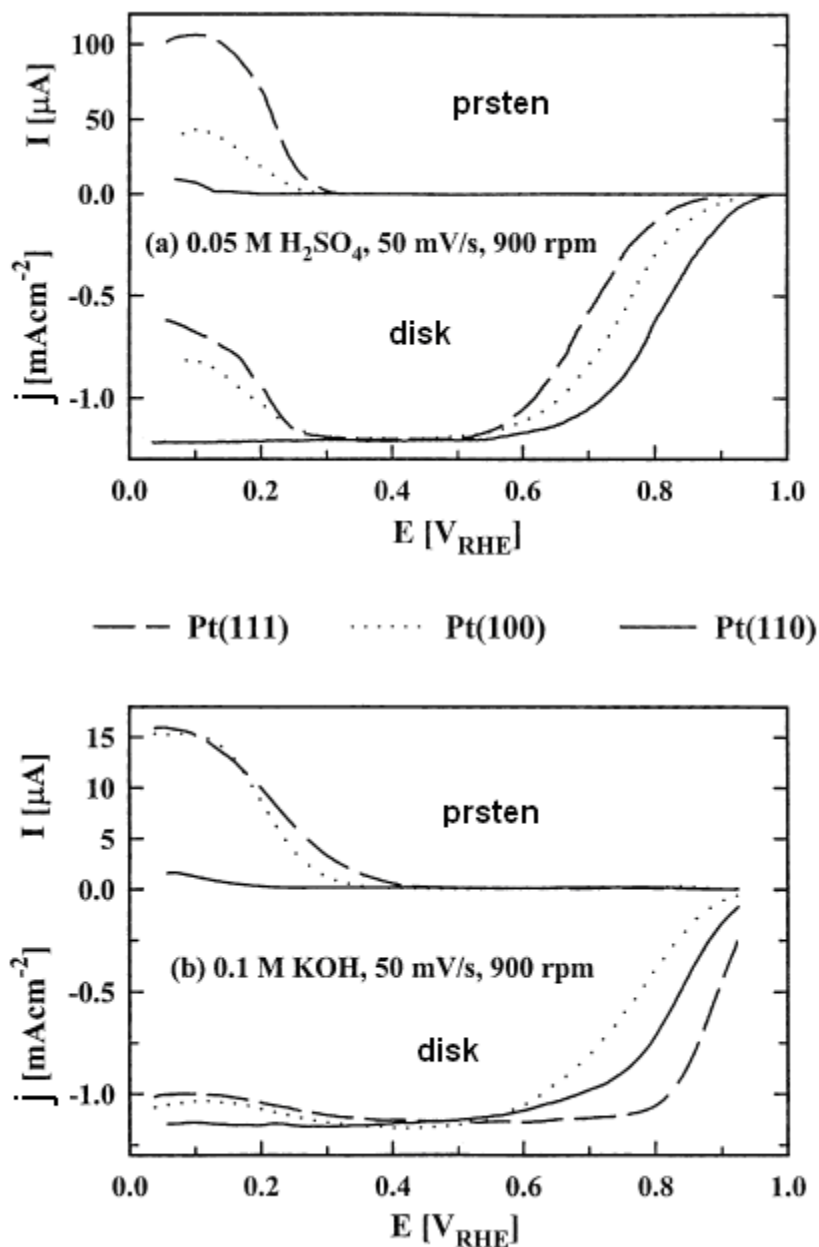 100
I [μA]
50
0.0
prsten
(a) 0.05 M H₂SO₄, 50 mV/s, 900 rpm
j [mAcm⁻²]
-0.5
-1.0
disk
0.0 0.2 0.4 0.6 0.8 1.0
E [V_RHE]
Pt(111) Pt(100) Pt(110)
15
I [μA]
10
5
0.0
prsten
(b) 0.1 M KOH, 50 mV/s, 900 rpm
j [mAcm⁻²]
-0.5
-1.0
disk
0.0 0.2 0.4 0.6 0.8 1.0
E [V_RHE]